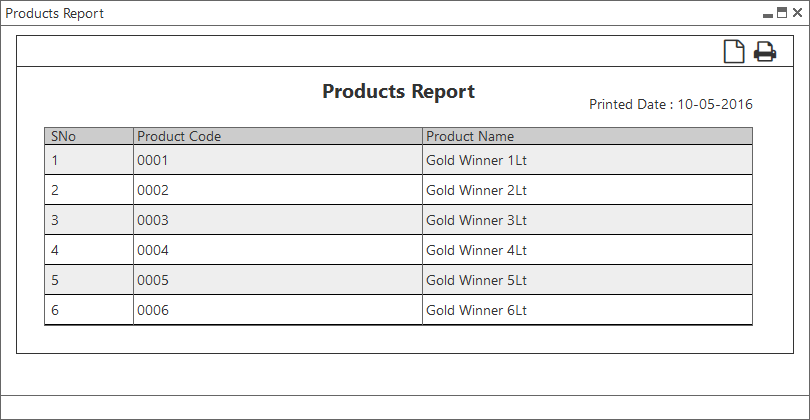 Products Report
Products Report
Printed Date : 10-05-2016
SNo Product Code Product Name
1 0001 Gold Winner 1Lt
2 0002 Gold Winner 2Lt
3 0003 Gold Winner 3Lt
4 0004 Gold Winner 4Lt
5 0005 Gold Winner 5Lt
6 0006 Gold Winner 6Lt